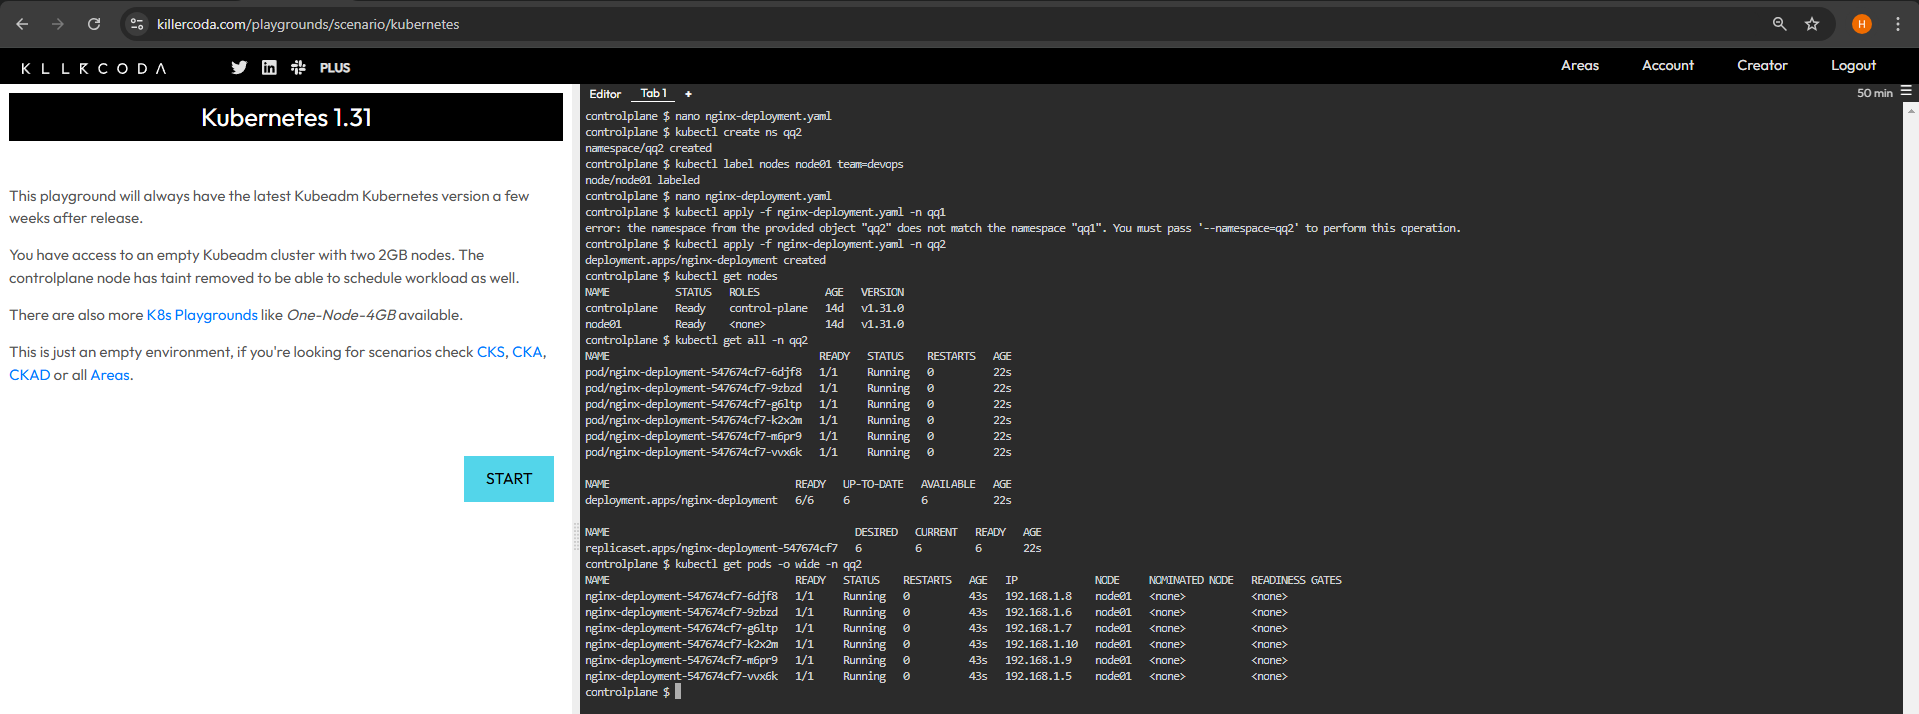 killercoda.com/playgrounds/scenario/kubernetes
H
KLLRCODA
PLUS
Areas
Account
Creator
Logout
Kubernetes 1.31
This playground will always have the latest Kubeadm Kubernetes version a few
weeks after release.
You have access to an empty Kubeadm cluster with two 2GB nodes. The
controlplane node has taint removed to be able to schedule workload as well.
There are also more K8s Playgrounds like One-Node-4GB available.
This is just an empty environment, if you're looking for scenarios check CKS, CKA,
CKAD or all Areas.
START
Editor Tab 1 +
50 min
controlplane $ nano nginx-deployment.yaml
controlplane $ kubectl create ns qq2
namespace/qq2 created
controlplane $ kubectl label nodes node01 team=devops
node/node01 labeled
controlplane $ nano nginx-deployment.yaml
controlplane $ kubectl apply -f nginx-deployment.yaml -n qq1
error: the namespace from the provided object "qq2" does not match the namespace "qq1". You must pass '--namespace=qq2' to perform this operation.
controlplane $ kubectl apply -f nginx-deployment.yaml -n qq2
deployment.apps/nginx-deployment created
controlplane $ kubectl get nodes
NAME STATUS ROLES AGE VERSION
controlplane Ready control-plane 14d v1.31.0
node01 Ready <none> 14d v1.31.0
controlplane $ kubectl get all -n qq2
NAME READY STATUS RESTARTS AGE
pod/nginx-deployment-547674cf7-6djf8 1/1 Running 0 22s
pod/nginx-deployment-547674cf7-9zbzd 1/1 Running 0 22s
pod/nginx-deployment-547674cf7-g6ltp 1/1 Running 0 22s
pod/nginx-deployment-547674cf7-k2x2m 1/1 Running 0 22s
pod/nginx-deployment-547674cf7-m6pr9 1/1 Running 0 22s
pod/nginx-deployment-547674cf7-vvx6k 1/1 Running 0 22s
NAME READY UP-TO-DATE AVAILABLE AGE
deployment.apps/nginx-deployment 6/6 6 6 22s
NAME DESIRED CURRENT READY AGE
replicaset.apps/nginx-deployment-547674cf7 6 6 6 22s
controlplane $ kubectl get pods -o wide -n qq2
NAME READY STATUS RESTARTS AGE IP NODE NOMINATED NODE READINESS GATES
nginx-deployment-547674cf7-6djf8 1/1 Running 0 43s 192.168.1.8 node01 <none> <none>
nginx-deployment-547674cf7-9zbzd 1/1 Running 0 43s 192.168.1.6 node01 <none> <none>
nginx-deployment-547674cf7-g6ltp 1/1 Running 0 43s 192.168.1.7 node01 <none> <none>
nginx-deployment-547674cf7-k2x2m 1/1 Running 0 43s 192.168.1.10 node01 <none> <none>
nginx-deployment-547674cf7-m6pr9 1/1 Running 0 43s 192.168.1.9 node01 <none> <none>
nginx-deployment-547674cf7-vvx6k 1/1 Running 0 43s 192.168.1.5 node01 <none> <none>
controlplane $